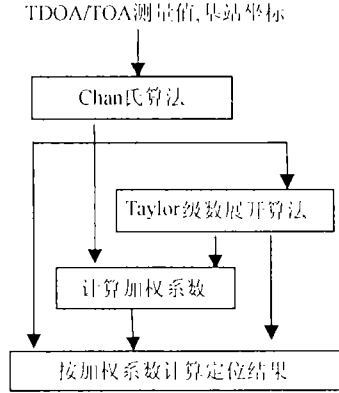 TDOA/TOA测量值,基站坐标
Chan氏算法
Taylor级数展开算法
计算加权系数
按加权系数计算定位结果